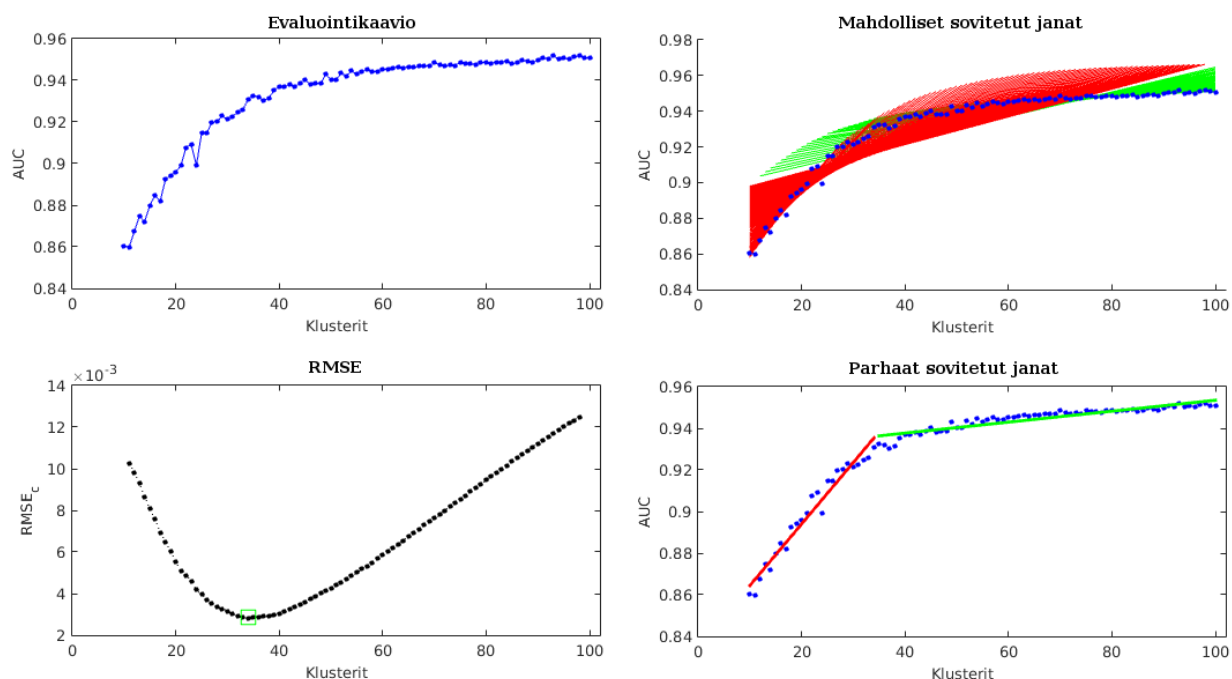 Evaluointikaavio
0.96
0.94
0.92
0.9
0.88
0.86
0.84
AUC
0 20 40 60 80 100
Klusterit
Mahdolliset sovitetut janat
0.98
0.96
0.94
0.92
0.9
0.88
0.86
0.84
AUC
0 20 40 60 80 100
Klusterit
RMSE
×10^-3
14
12
10
8
6
4
2
RMSE_c
0 20 40 60 80 100
Klusterit
Parhaat sovitetut janat
0.96
0.94
0.92
0.9
0.88
0.86
0.84
AUC
0 20 40 60 80 100
Klusterit